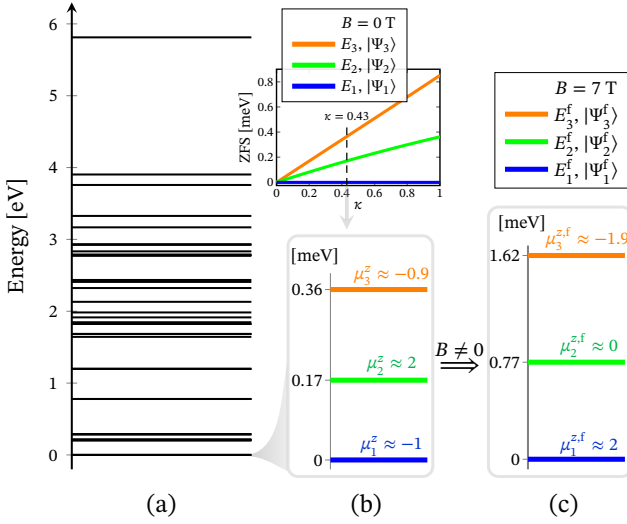 6
5
4
3
2
1
0
Energy [eV]
(a)
B = 0 T
E₃, |Ψ₃⟩
E₂, |Ψ₂⟩
E₁, |Ψ₁⟩
ZFS [meV]
0.8
0.6
0.4
0.2
0
κ = 0.43
0 0.2 0.4 0.6 0.8 1
κ
[meV]
μ₃ᶻ ≈ −0.9
0.36
μ₂ᶻ ≈ 2
0.17
μ₁ᶻ ≈ −1
0
(b)
B ≠ 0
⇒
B = 7 T
E₃ᶠ, |Ψ₃ᶠ⟩
E₂ᶠ, |Ψ₂ᶠ⟩
E₁ᶠ, |Ψ₁ᶠ⟩
[meV]
μ₃ᶻ,ᶠ ≈ −1.9
1.62
μ₂ᶻ,ᶠ ≈ 0
0.77
μ₁ᶻ,ᶠ ≈ 2
0
(c)